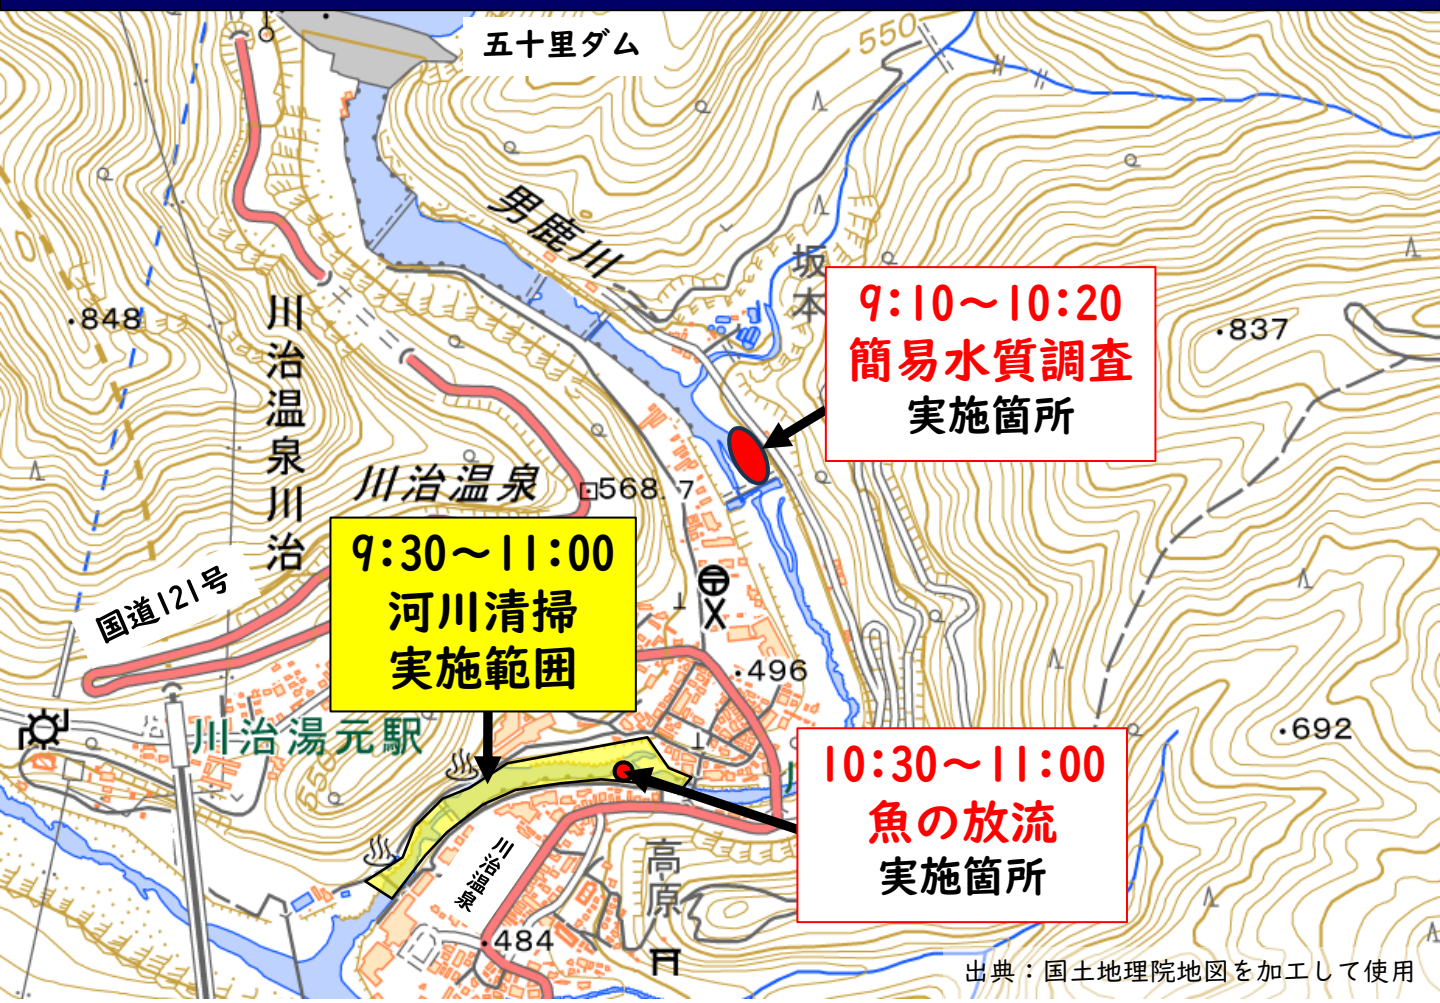 五十里ダム
550
男鹿川
坂本
9:10～10:20
簡易水質調査
実施箇所
848
837
川治温泉川治
川治温泉
568.7
国道121号
9:30～11:00
河川清掃
実施範囲
496
692
川治湯元駅
550
10:30～11:00
魚の放流
実施箇所
川治温泉
高原
484
出典：国土地理院地図を加工して使用